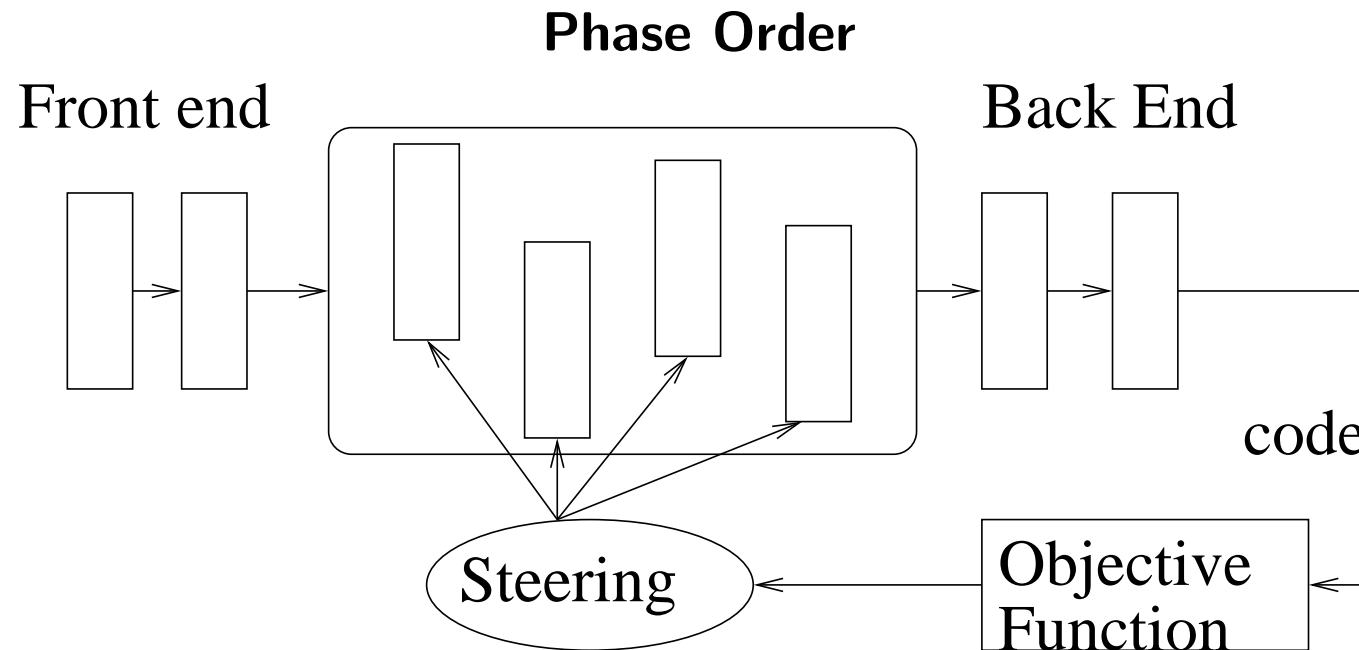 Phase Order
Front end
Back End
code
Steering
Objective
Function